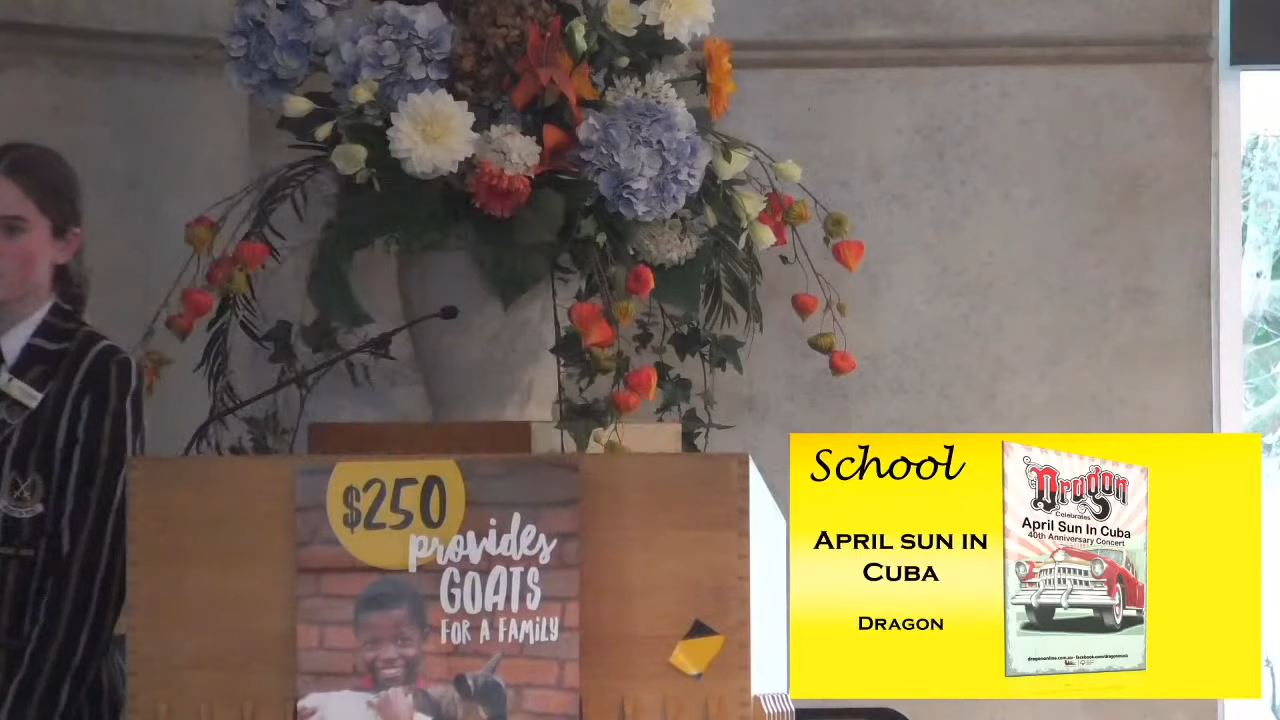 $250
provides
GOATS
FOR A FAMILY
School
APRIL SUN IN
CUBA
DRAGON
Dragon
Celebrates
April Sun In Cuba
40th Anniversary Concert